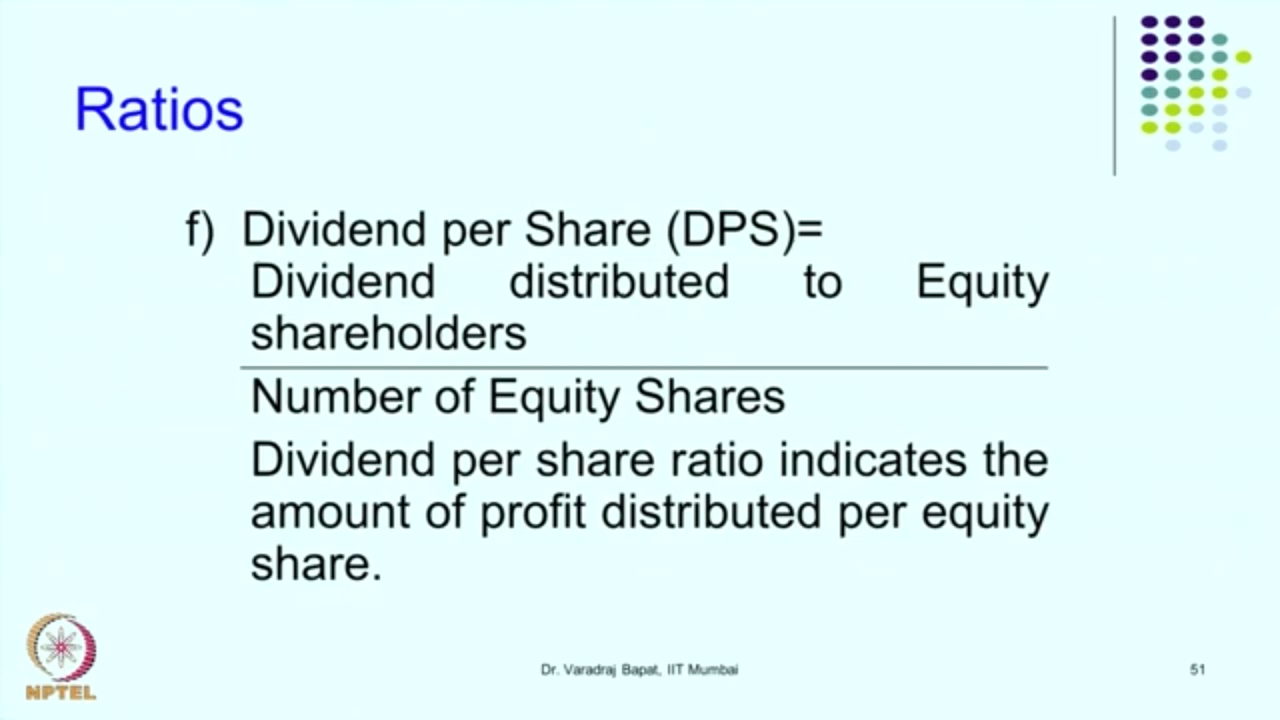 Ratios
f) Dividend per Share (DPS)=
Dividend distributed to Equity
shareholders
Number of Equity Shares
Dividend per share ratio indicates the
amount of profit distributed per equity
share.
NPTEL
Dr. Varadraj Bapat, IIT Mumbai
51